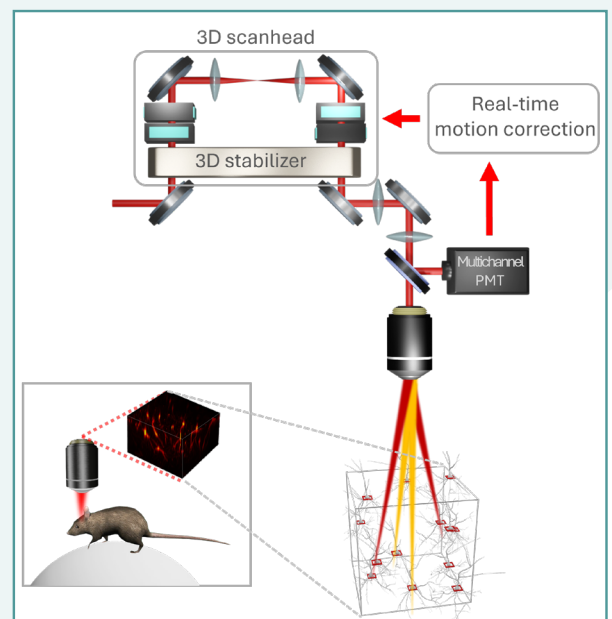 3D scanhead
3D stabilizer
Real-time
motion correction
Multichannel
PMT